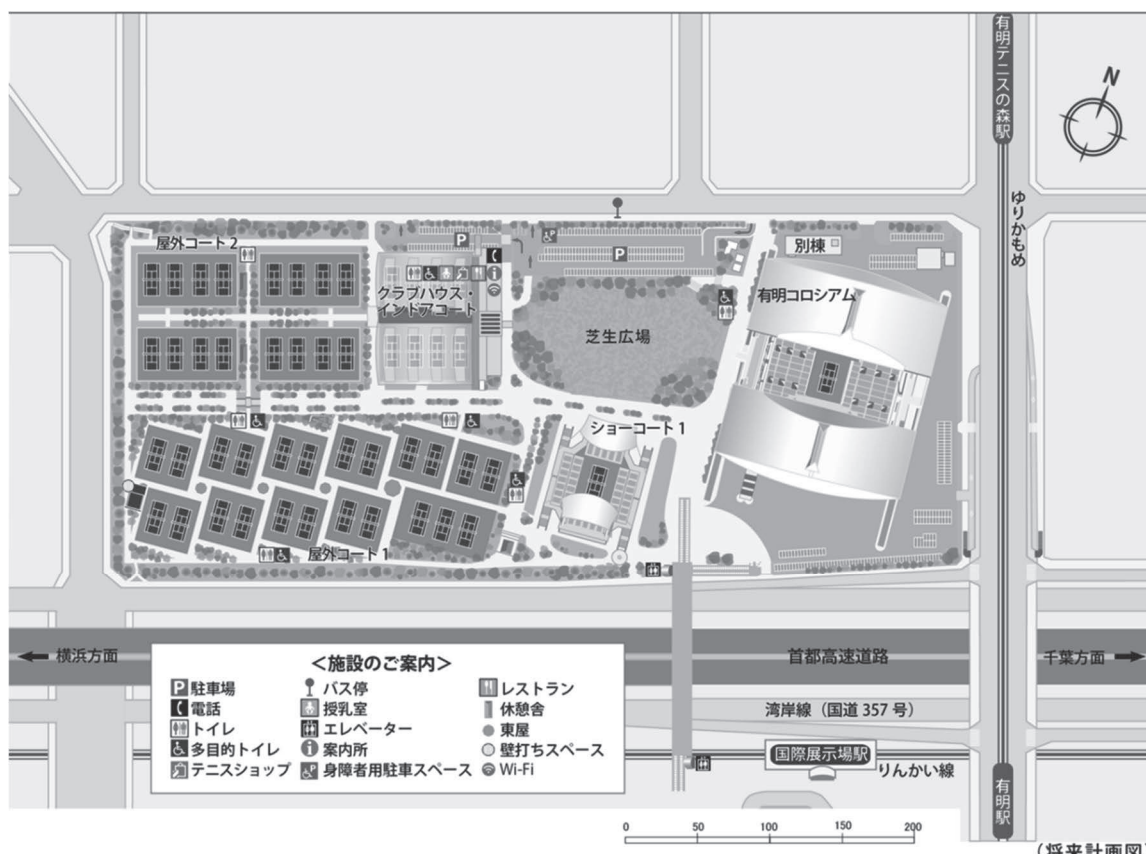 有明テニスの森駅
N
ゆりかもめ
屋外コート2
別棟
クラブハウス・
インドアコート
有明コロシアム
芝生広場
ショーコート1
屋外コート1
横浜方面
首都高速道路
千葉方面
湾岸線（国道357号）
国際展示場駅
りんかい線
有明駅
＜施設のご案内＞
P 駐車場
電話
トイレ
多目的トイレ
テニスショップ
バス停
授乳室
エレベーター
i 案内所
P 身障者用駐車スペース
レストラン
休憩舎
東屋
壁打ちスペース
Wi-Fi
0 50 100 150 200
（将来計画図）